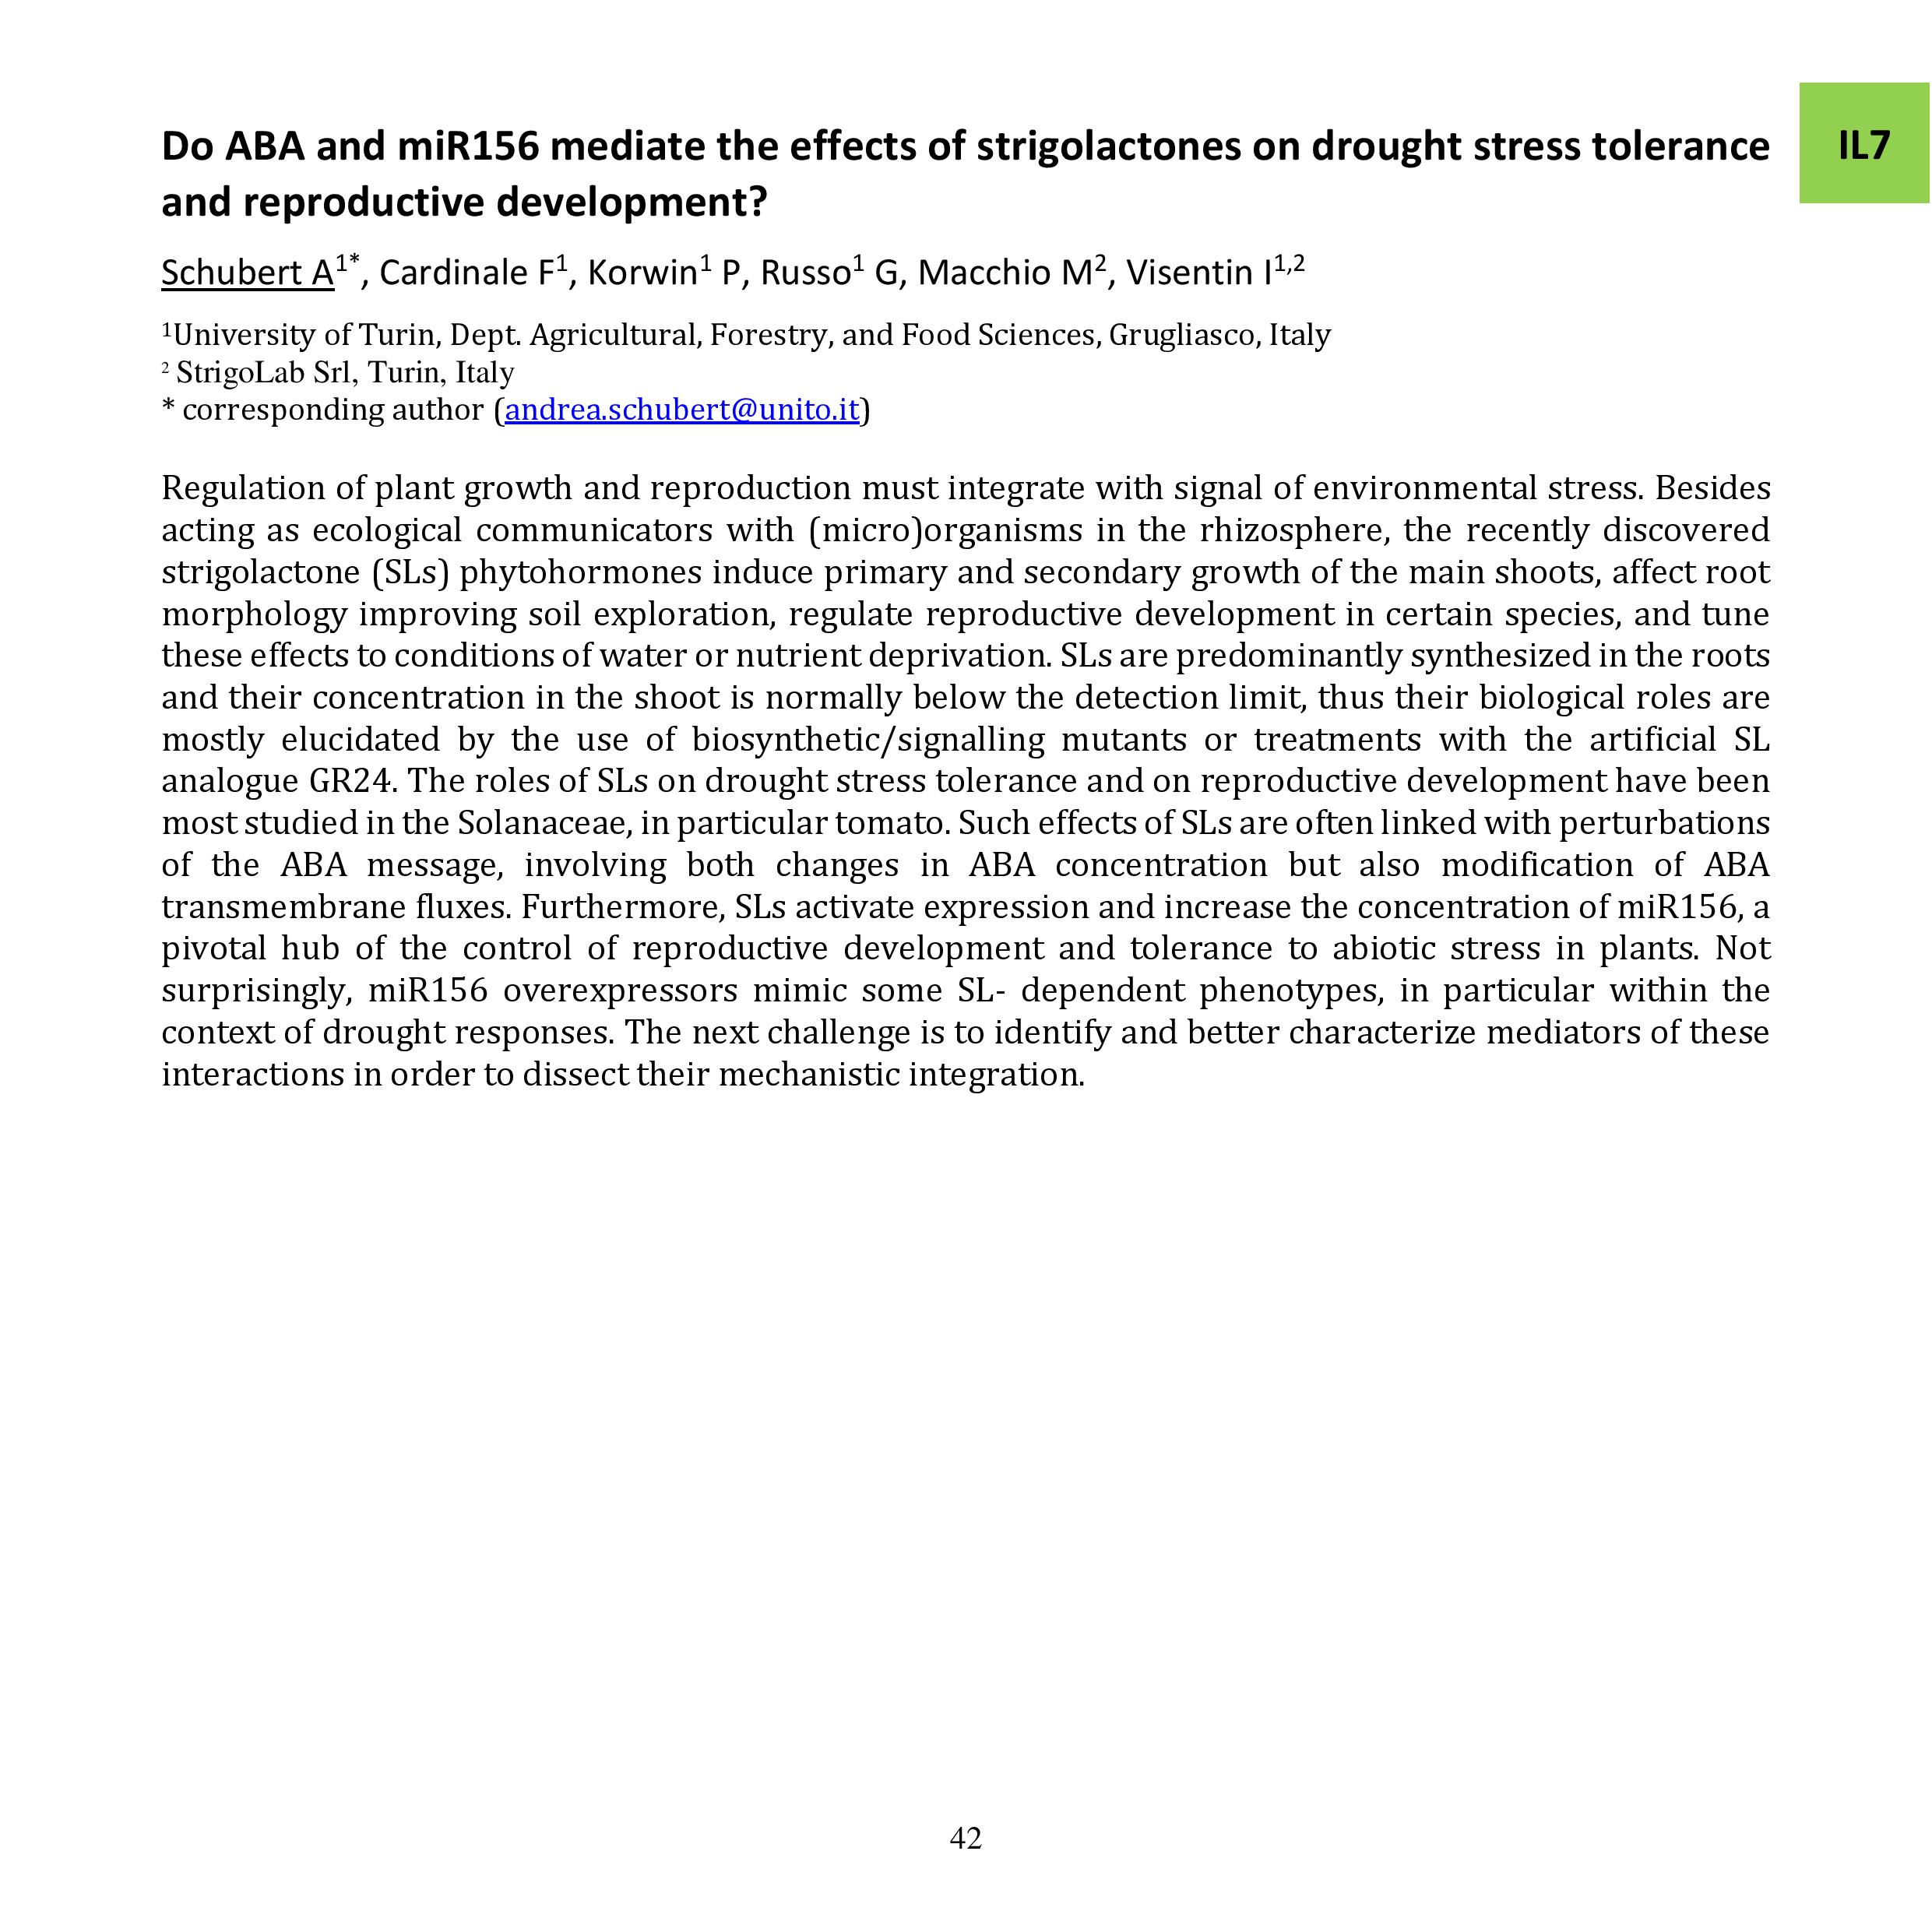 Do ABA and miR156 mediate the effects of strigolactones on drought stress tolerance
and reproductive development?
IL7
Schubert A1*, Cardinale F1, Korwin1 P, Russo1 G, Macchio M2, Visentin I1,2
1University of Turin, Dept. Agricultural, Forestry, and Food Sciences, Grugliasco, Italy
2 StrigoLab Srl, Turin, Italy
* corresponding author (andrea.schubert@unito.it)
Regulation of plant growth and reproduction must integrate with signal of environmental stress. Besides
acting as ecological communicators with (micro)organisms in the rhizosphere, the recently discovered
strigolactone (SLs) phytohormones induce primary and secondary growth of the main shoots, affect root
morphology improving soil exploration, regulate reproductive development in certain species, and tune
these effects to conditions of water or nutrient deprivation. SLs are predominantly synthesized in the roots
and their concentration in the shoot is normally below the detection limit, thus their biological roles are
mostly elucidated by the use of biosynthetic/signalling mutants or treatments with the artificial SL
analogue GR24. The roles of SLs on drought stress tolerance and on reproductive development have been
most studied in the Solanaceae, in particular tomato. Such effects of SLs are often linked with perturbations
of the ABA message, involving both changes in ABA concentration but also modification of ABA
transmembrane fluxes. Furthermore, SLs activate expression and increase the concentration of miR156, a
pivotal hub of the control of reproductive development and tolerance to abiotic stress in plants. Not
surprisingly, miR156 overexpressors mimic some SL- dependent phenotypes, in particular within the
context of drought responses. The next challenge is to identify and better characterize mediators of these
interactions in order to dissect their mechanistic integration.
42